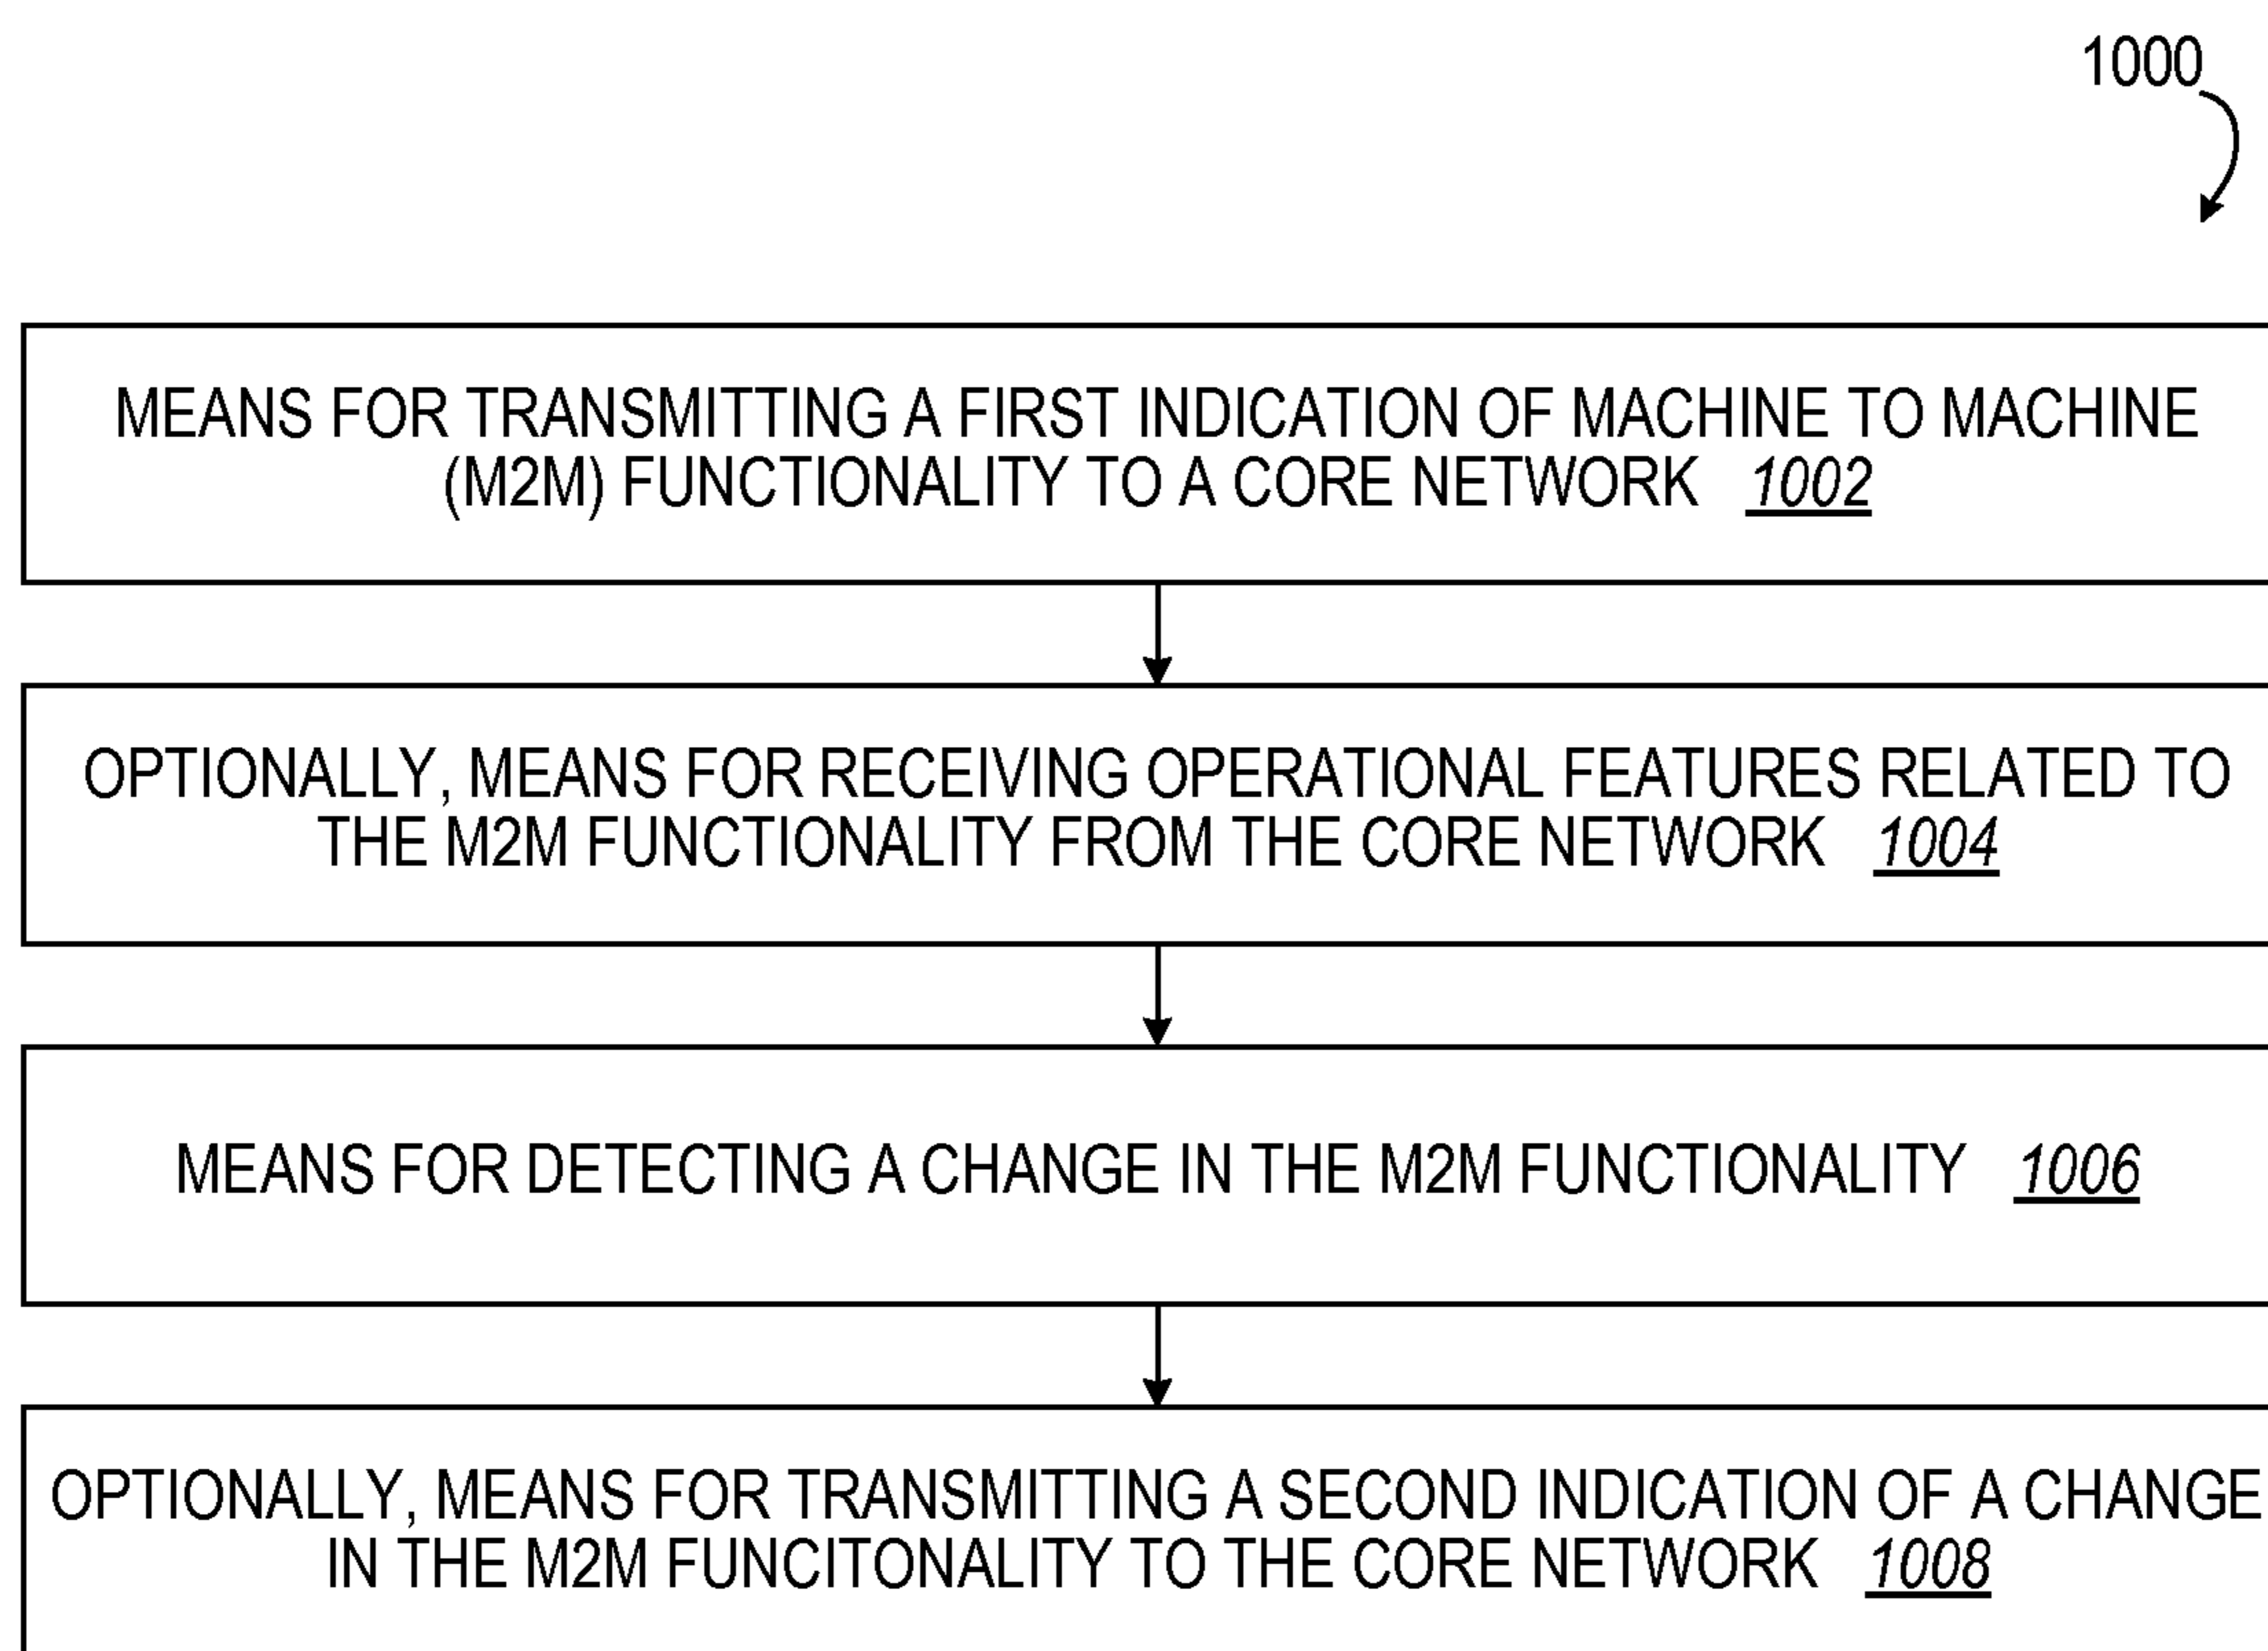 1000
MEANS FOR TRANSMITTING A FIRST INDICATION OF MACHINE TO MACHINE
(M2M) FUNCTIONALITY TO A CORE NETWORK 1002
OPTIONALLY, MEANS FOR RECEIVING OPERATIONAL FEATURES RELATED TO
THE M2M FUNCTIONALITY FROM THE CORE NETWORK 1004
MEANS FOR DETECTING A CHANGE IN THE M2M FUNCTIONALITY 1006
OPTIONALLY, MEANS FOR TRANSMITTING A SECOND INDICATION OF A CHANGE
IN THE M2M FUNCITONALITY TO THE CORE NETWORK 1008